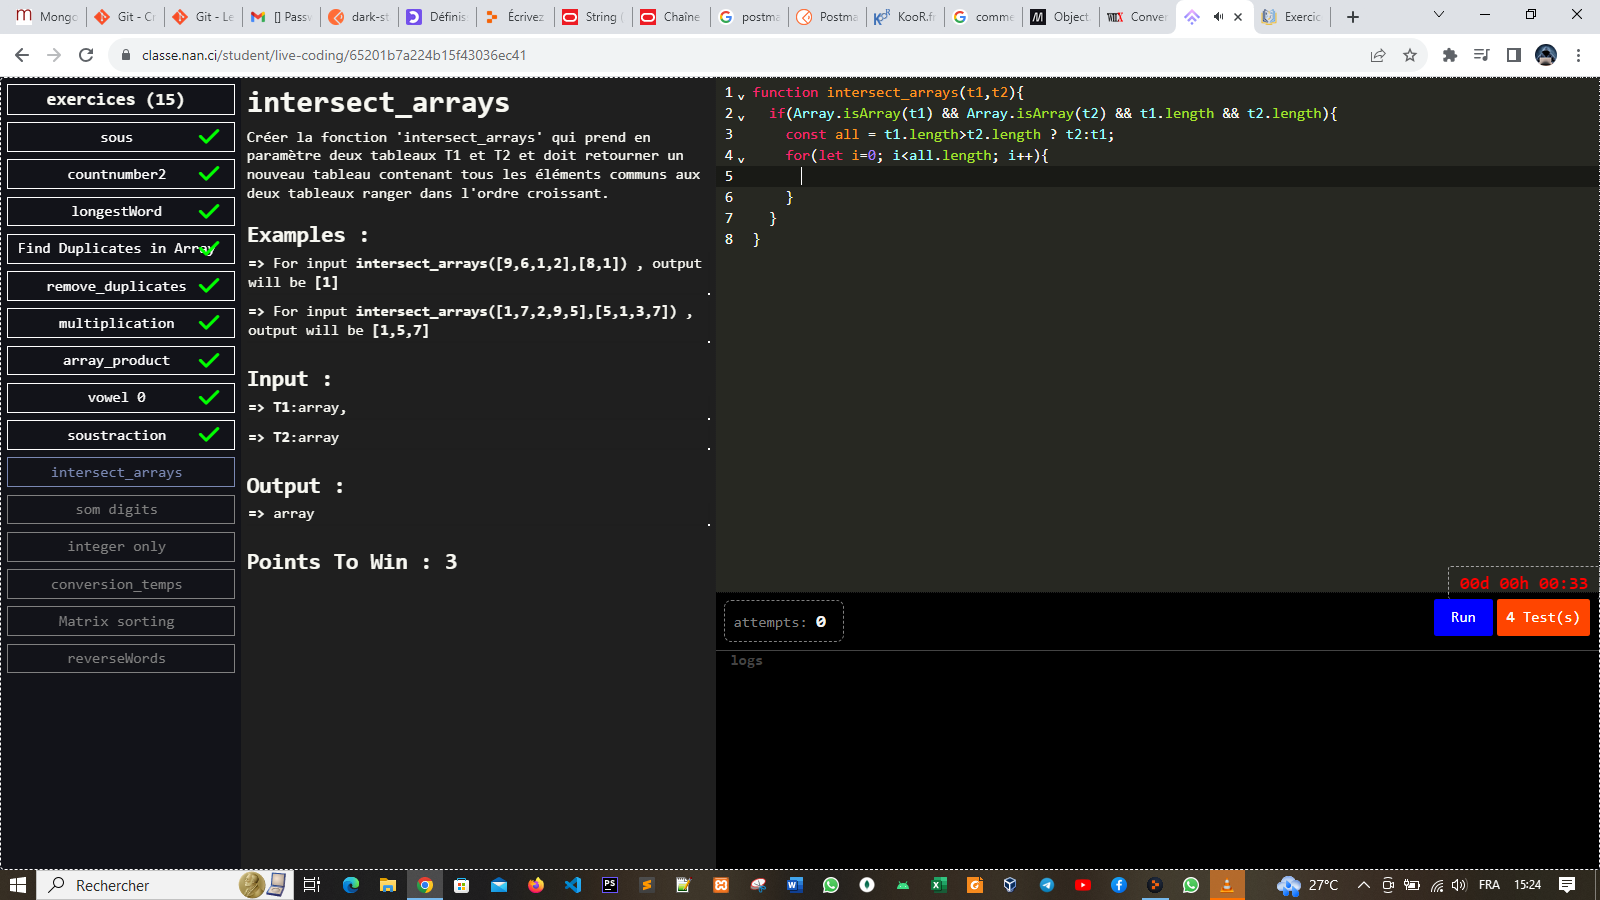 Mongo
Git - Cr
Git - Le
[] Passw
dark-st
Définis
Écrivez
String (
Chaîne
postma
Postma
KooR.fr
comme
Object.
Conver
Exercic
classe.nan.ci/student/live-coding/65201b7a224b15f43036ec41
exercices (15)
sous
countnumber2
longestWord
Find Duplicates in Array
remove_duplicates
multiplication
array_product
vowel 0
soustraction
intersect_arrays
som digits
integer only
conversion_temps
Matrix sorting
reverseWords
intersect_arrays
Créer la fonction 'intersect_arrays' qui prend en
paramètre deux tableaux T1 et T2 et doit retourner un
nouveau tableau contenant tous les éléments communs aux
deux tableaux ranger dans l'ordre croissant.
Examples :
=> For input intersect_arrays([9,6,1,2],[8,1]) , output
will be [1]
=> For input intersect_arrays([1,7,2,9,5],[5,1,3,7]) ,
output will be [1,5,7]
Input :
=> T1:array,
=> T2:array
Output :
=> array
Points To Win : 3
1 function intersect_arrays(t1,t2){
2 if(Array.isArray(t1) && Array.isArray(t2) && t1.length && t2.length){
3 const all = t1.length>t2.length ? t2:t1;
4 for(let i=0; i<all.length; i++){
5
6 }
7 }
8 }
00d 00h 00:33
attempts: 0
Run
4 Test(s)
logs
Rechercher
27°C
FRA
15:24